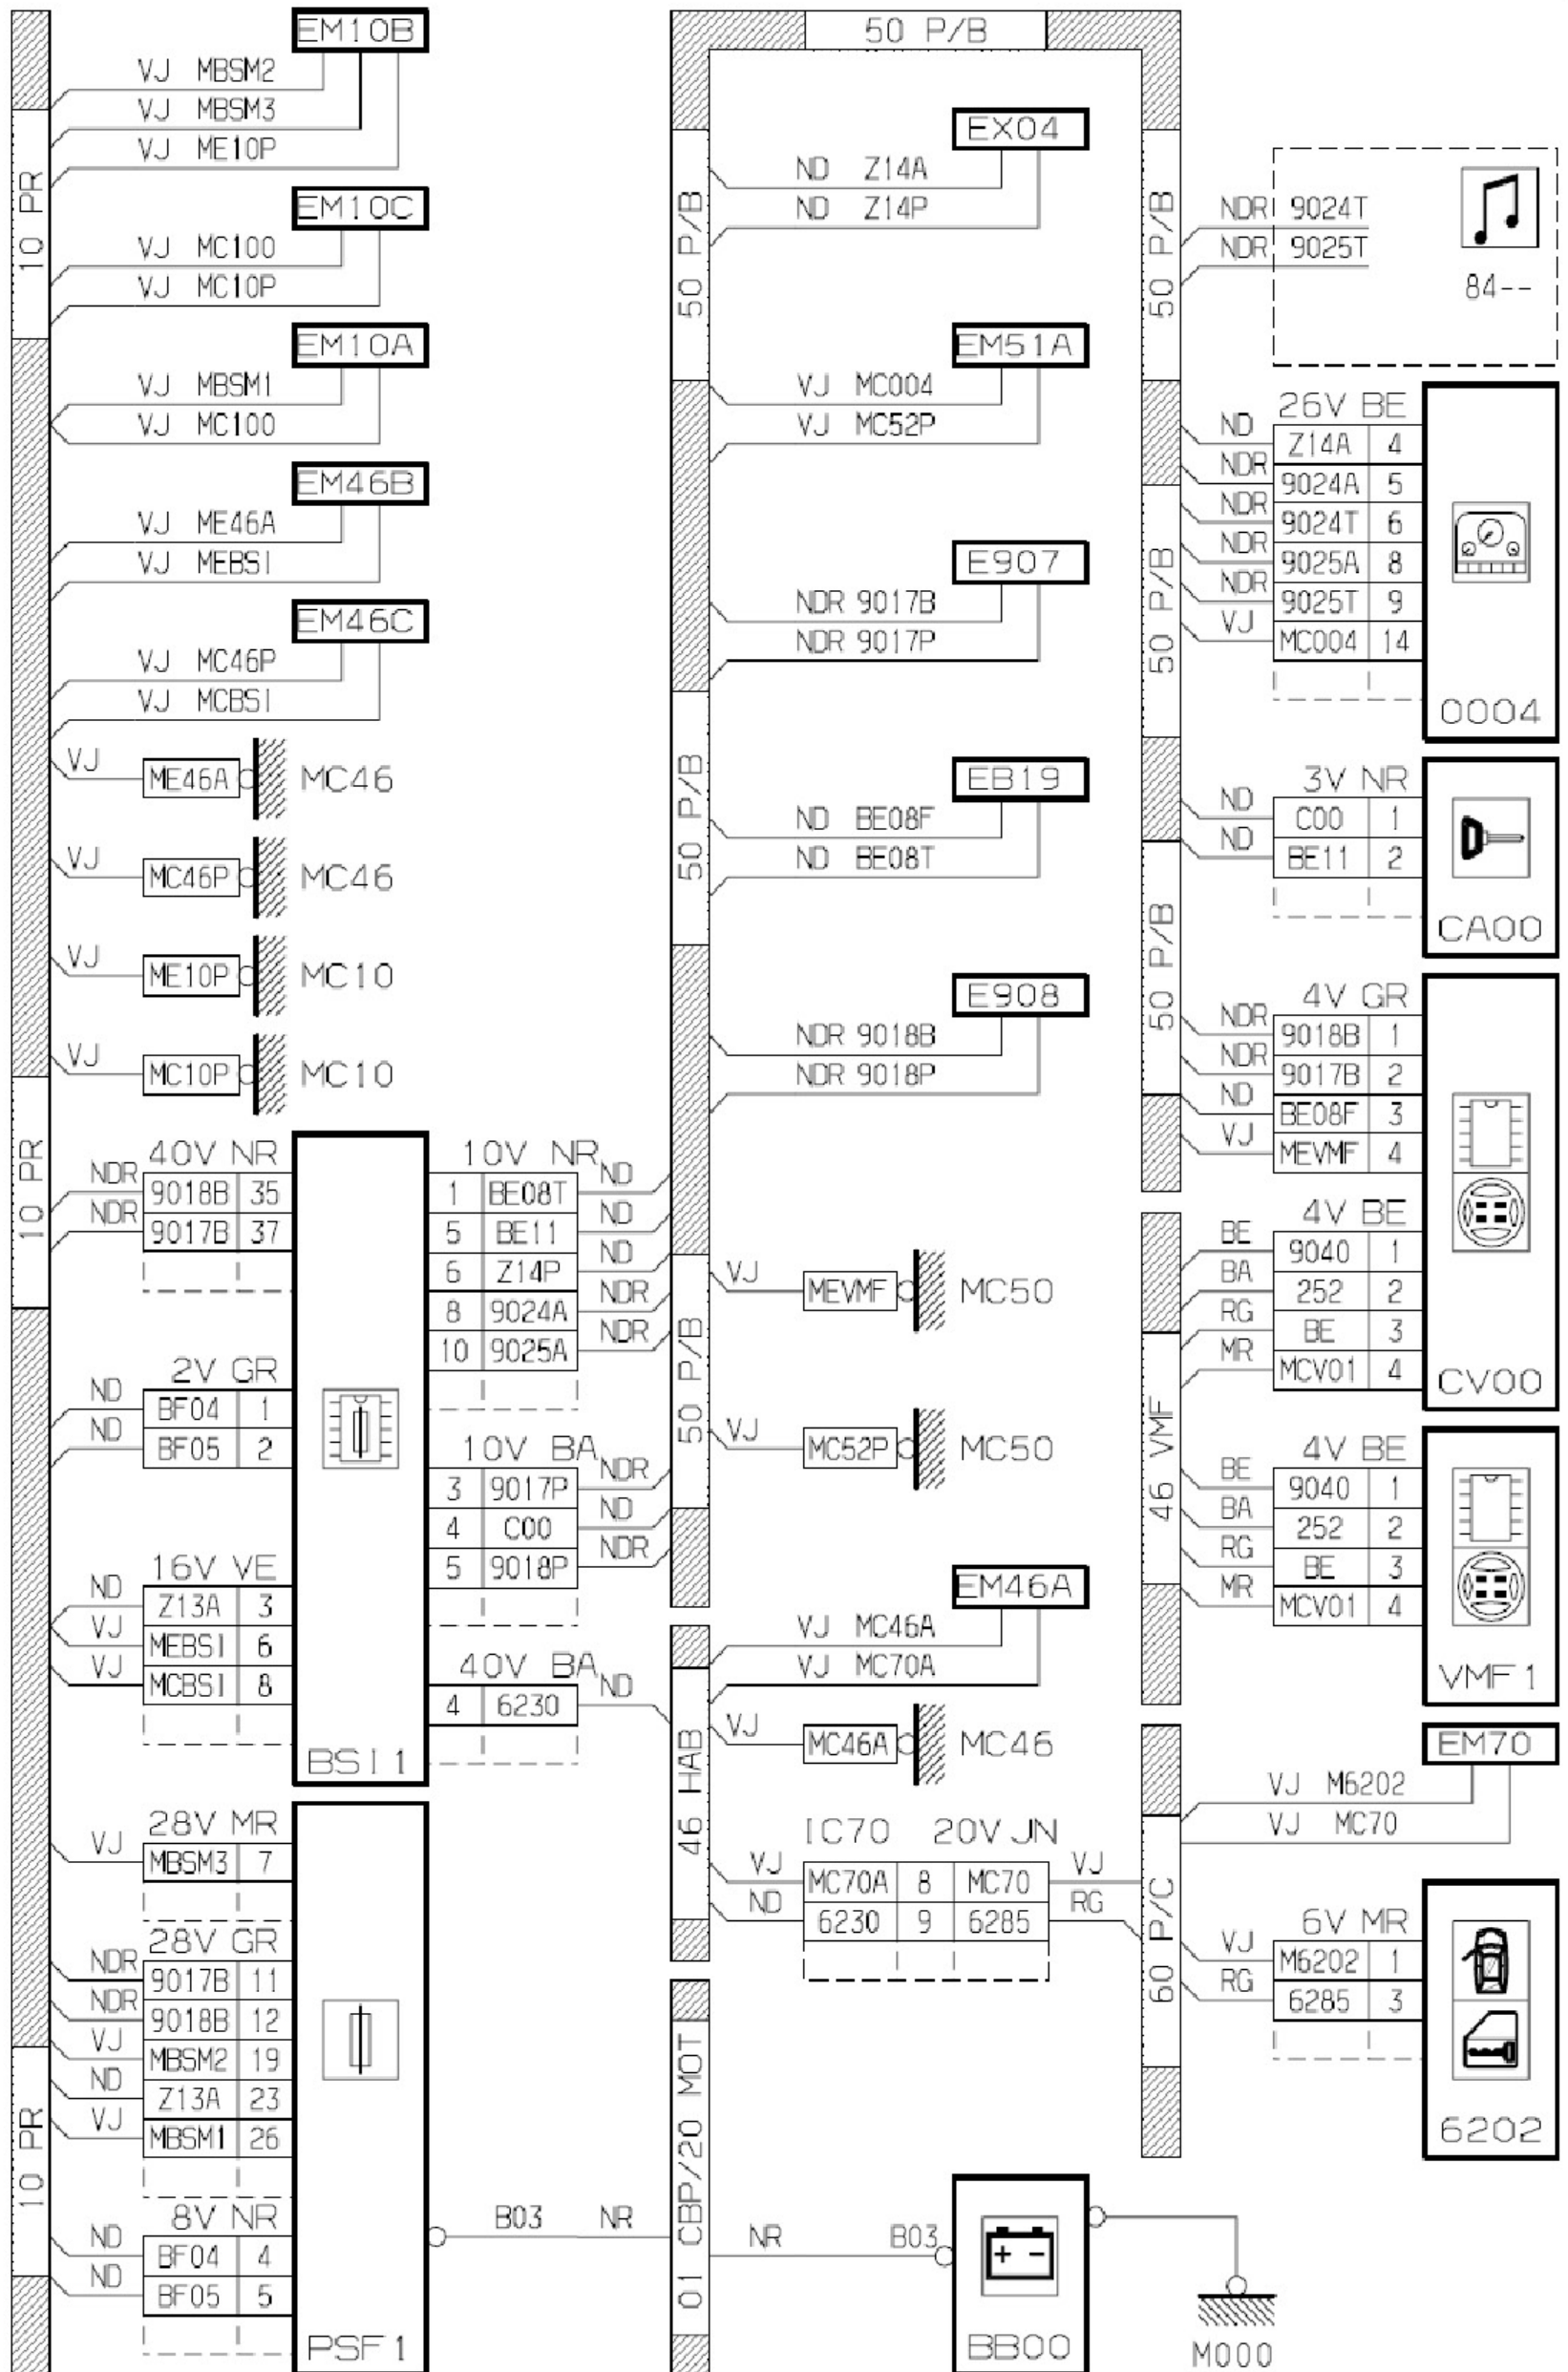 EM10B
VJ MBSM2
VJ MBSM3
VJ ME10P
10 PR
EM10C
VJ MC100
VJ MC10P
EM10A
VJ MBSM1
VJ MC100
EM46B
VJ ME46A
VJ MEBSI
EM46C
VJ MC46P
VJ MCBSI
VJ ME46A MC46
VJ MC46P MC46
VJ ME10P MC10
VJ MC10P MC10
10 PR
40V NR
NDR 9018B 35
NDR 9017B 37
2V GR
ND BF04 1
ND BF05 2
16V VE
ND Z13A 3
VJ MEBSI 6
VJ MCBSI 8
BSI1
10V NR
1 BE08T ND
5 BE11 ND
6 Z14P ND
8 9024A NDR
10 9025A NDR
10V BA
3 9017P NDR
4 C00 ND
5 9018P NDR
40V BA
4 6230 ND
28V MR
VJ MBSM3 7
28V GR
NDR 9017B 11
NDR 9018B 12
VJ MBSM2 19
ND Z13A 23
VJ MBSM1 26
10 PR
8V NR
ND BF04 4
ND BF05 5
PSF1
B03 NR
50 P/B
EX04
ND Z14A
ND Z14P
50 P/B
EM51A
VJ MC004
VJ MC52P
E907
NDR 9017B
NDR 9017P
50 P/B
EB19
ND BE08F
ND BE08T
E908
NDR 9018B
NDR 9018P
50 P/B
VJ MEVMF MC50
VJ MC52P MC50
EM46A
VJ MC46A
VJ MC70A
46 HAB
VJ MC46A MC46
IC70 20V JN
VJ MC70A 8 MC70 VJ
ND 6230 9 6285 RG
01 CBP/20 MOT
NR B03
BB00
M000
50 P/B
NDR 9024T
NDR 9025T
84--
26V BE
ND Z14A 4
NDR 9024A 5
NDR 9024T 6
NDR 9025A 8
NDR 9025T 9
VJ MC004 14
0004
50 P/B
3V NR
ND C00 1
ND BE11 2
CA00
50 P/B
4V GR
NDR 9018B 1
NDR 9017B 2
ND BE08F 3
VJ MEVMF 4
4V BE
BE 9040 1
BA 252 2
RG BE 3
MR MCV01 4
CV00
46 VMF
4V BE
BE 9040 1
BA 252 2
RG BE 3
MR MCV01 4
VMF1
EM70
VJ M6202
VJ MC70
60 P/C
6V MR
VJ M6202 1
RG 6285 3
6202